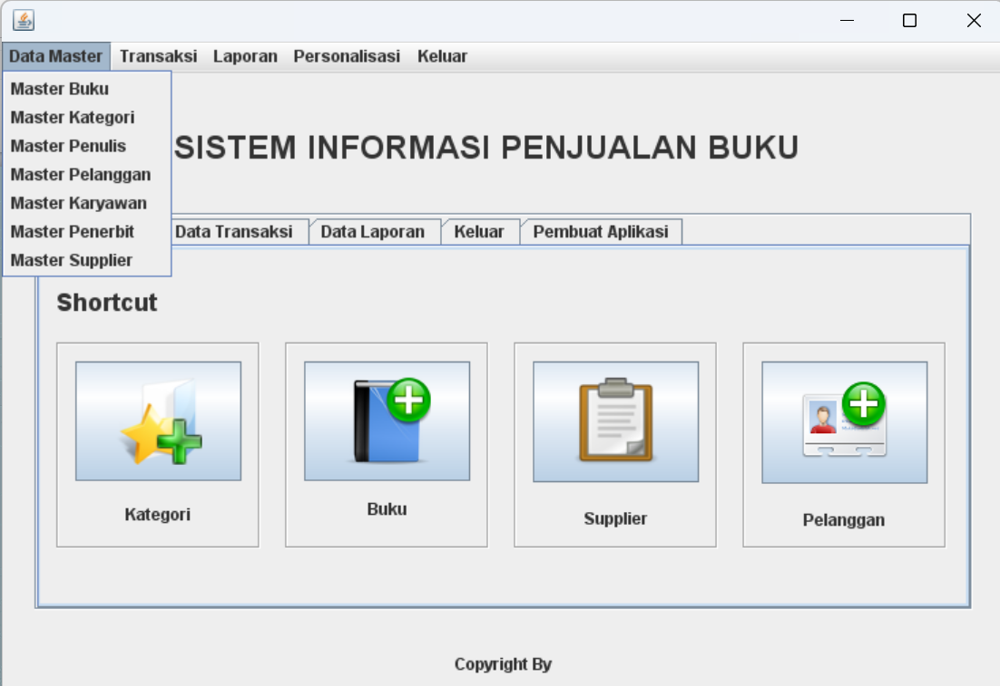 Data Master Transaksi Laporan Personalisasi Keluar
Master Buku
Master Kategori
Master Penulis
Master Pelanggan
Master Karyawan
Master Penerbit
Master Supplier
SISTEM INFORMASI PENJUALAN BUKU
Data Transaksi Data Laporan Keluar Pembuat Aplikasi
Shortcut
Kategori Buku Supplier Pelanggan
Copyright By